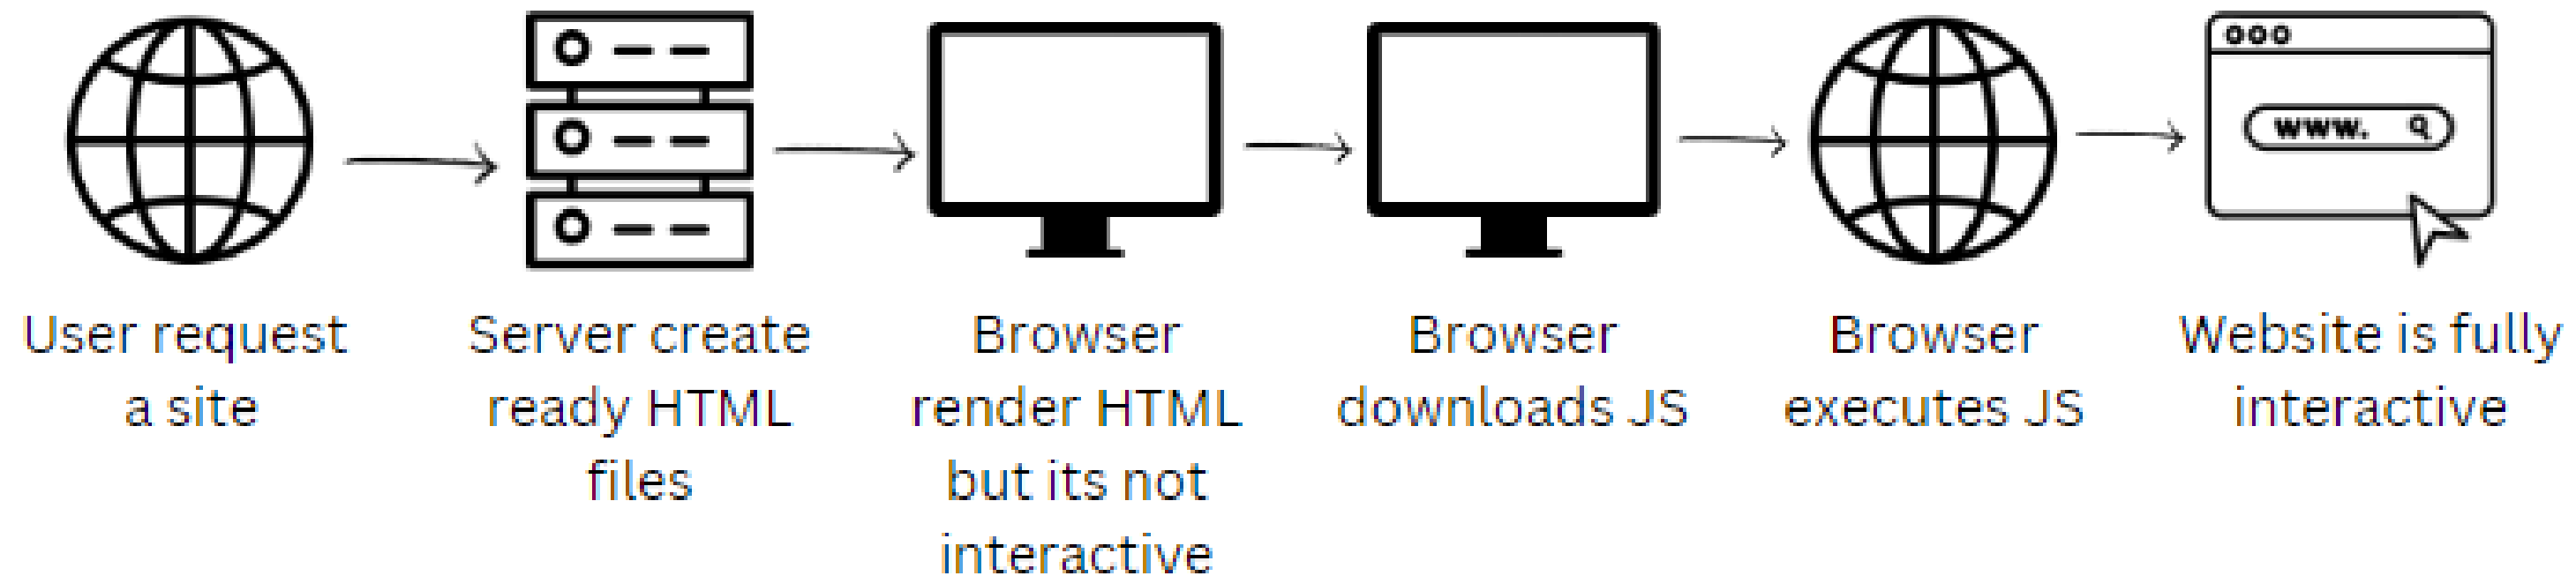 www.
User request
a site
Server create
ready HTML
files
Browser
render HTML
but its not
interactive
Browser
downloads JS
Browser
executes JS
Website is fully
interactive